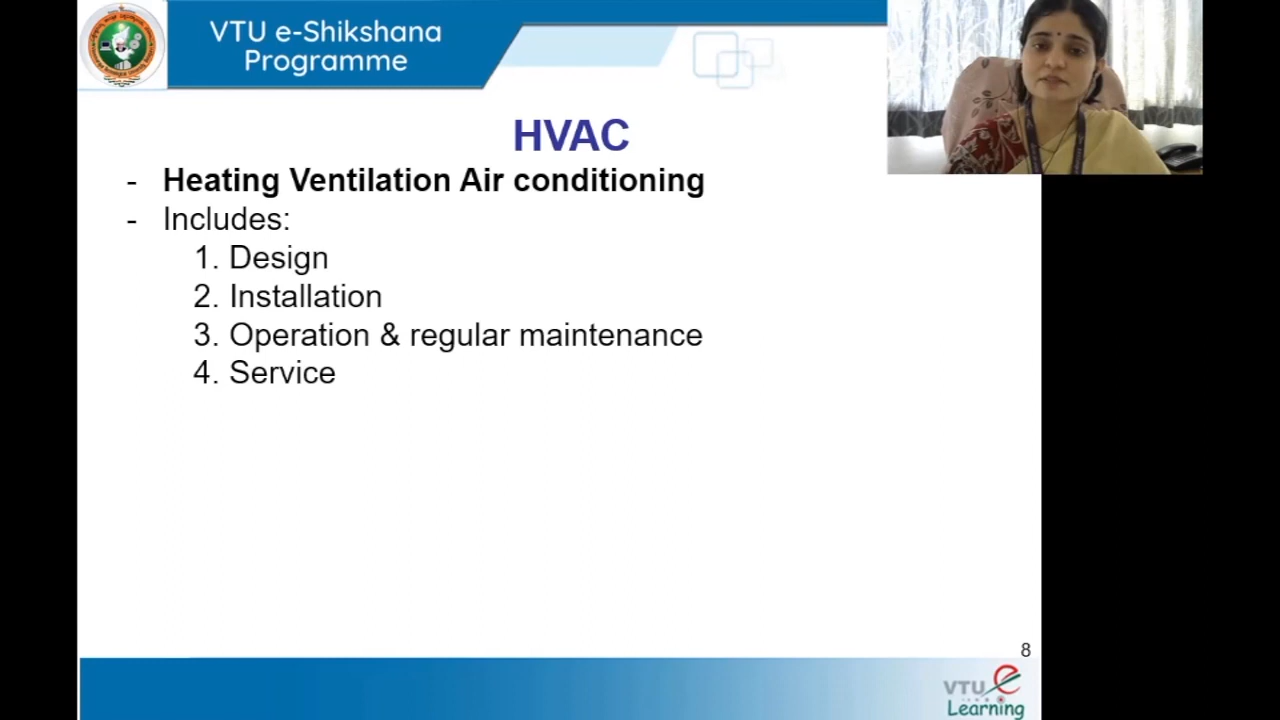 VTU e-Shikshana
Programme
HVAC
- Heating Ventilation Air conditioning
- Includes:
1. Design
2. Installation
3. Operation & regular maintenance
4. Service
8
VTU e
Learning